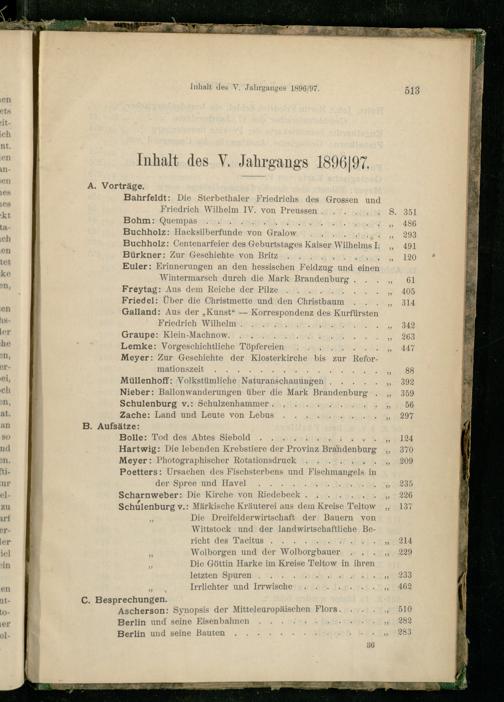 Inhalt des V. Jahrganges 1896/97. 513
Inhalt des V. Jahrgangs 1896/97.
A. Vorträge.
Bahrfeldt: Die Sterbethaler Friedrichs des Grossen und
Friedrich Wilhelm IV. von Preussen . . . . . S. 351
Bohm: Quempas . . . . . . . . . . . . . . „ 486
Buchholz: Hacksilberfunde von Gralow . . . . . . „ 293
Buchholz: Centenarfeier des Geburtstages Kaiser Wilhelms I. „ 491
Bürkner: Zur Geschichte von Britz . . . . . . . . „ 120
Euler: Erinnerungen an den hessischen Feldzug und einen
Wintermarsch durch die Mark Brandenburg . . . „ 61
Freytag: Aus dem Reiche der Pilze . . . . . . . . „ 405
Friedel: Über die Christmette und den Christbaum . . . „ 314
Galland: Aus der „Kunst“ — Korrespondenz des Kurfürsten
Friedrich Wilhelm . . . . . . . . . . . . „ 342
Graupe: Klein-Machnow. . . . . . . . . . . . „ 263
Lemke: Vorgeschichtliche Töpfereien . . . . . . . „ 447
Meyer: Zur Geschichte der Klosterkirche bis zur Refor-
mationszeit . . . . . . . . . . . . . . „ 88
Müllenhoff: Volkstümliche Naturanschauungen . . . . „ 392
Nieber: Ballonwanderungen über die Mark Brandenburg . „ 359
Schulenburg v.: Schulzenhammer . . . . . . . . . „ 56
Zache: Land und Leute von Lebus . . . . . . . . „ 297
B. Aufsätze:
Bolle: Tod des Abtes Siebold . . . . . . . . . „ 124
Hartwig: Die lebenden Krebstiere der Provinz Brandenburg „ 370
Meyer: Photographischer Rotationsdruck . . . . . . „ 209
Poetters: Ursachen des Fischsterbens und Fischmangels in
der Spree und Havel . . . . . . . . . . . „ 235
Scharnweber: Die Kirche von Riedebeck . . . . . . „ 226
Schulenburg v.: Märkische Kräuterei aus dem Kreise Teltow „ 137
„ Die Dreifelderwirtschaft der Bauern von
Wittstock und der landwirtschaftliche Be-
richt des Tacitus . . . . . . . . . „ 214
„ Wolborgen und der Wolborgbauer . . . „ 229
„ Die Göttin Harke im Kreise Teltow in ihren
letzten Spuren . . . . . . . . . . „ 233
„ Irrlichter und Irrwische . . . . . . . „ 462
C. Besprechungen.
Ascherson: Synopsis der Mitteleuropäischen Flora . . . „ 510
Berlin und seine Eisenbahnen . . . . . . . . . „ 282
Berlin und seine Bauten . . . . . . . . . . . „ 283
36